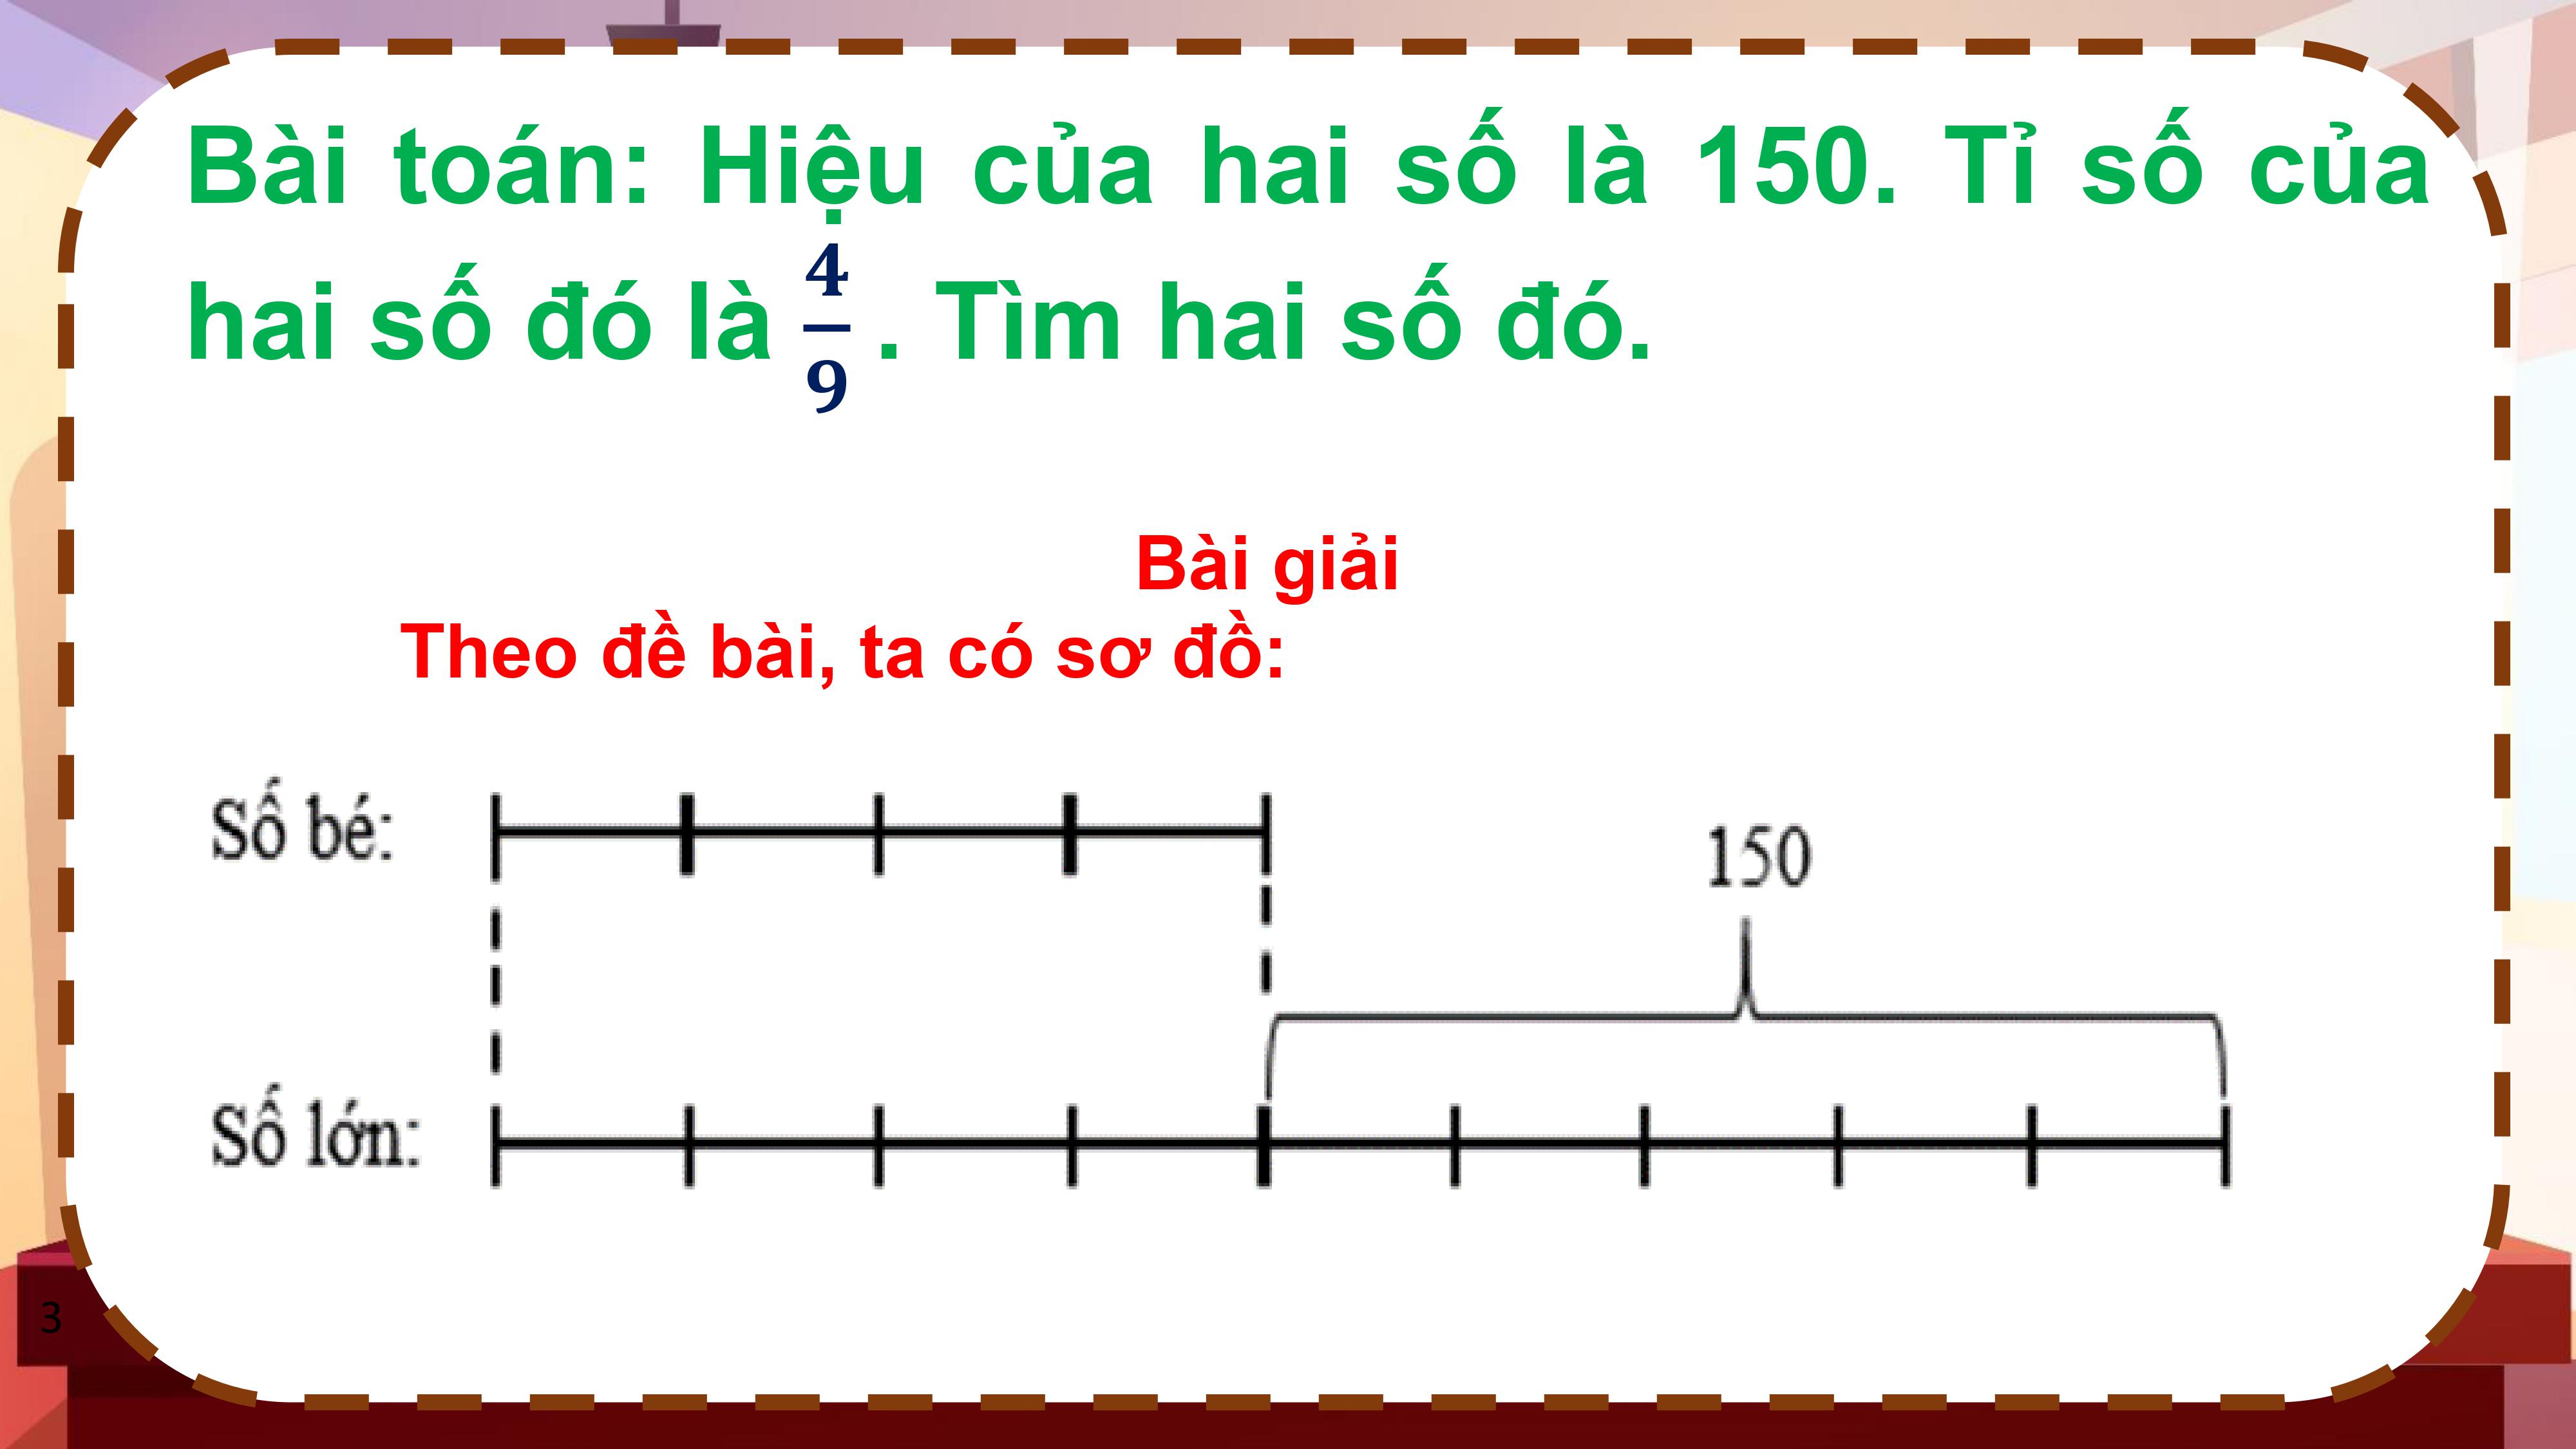 Bài toán: Hiệu của hai số là 150. Tỉ số của
hai số đó là 4/9 . Tìm hai số đó.
Bài giải
Theo đề bài, ta có sơ đồ:
Số bé:
150
Số lớn:
3